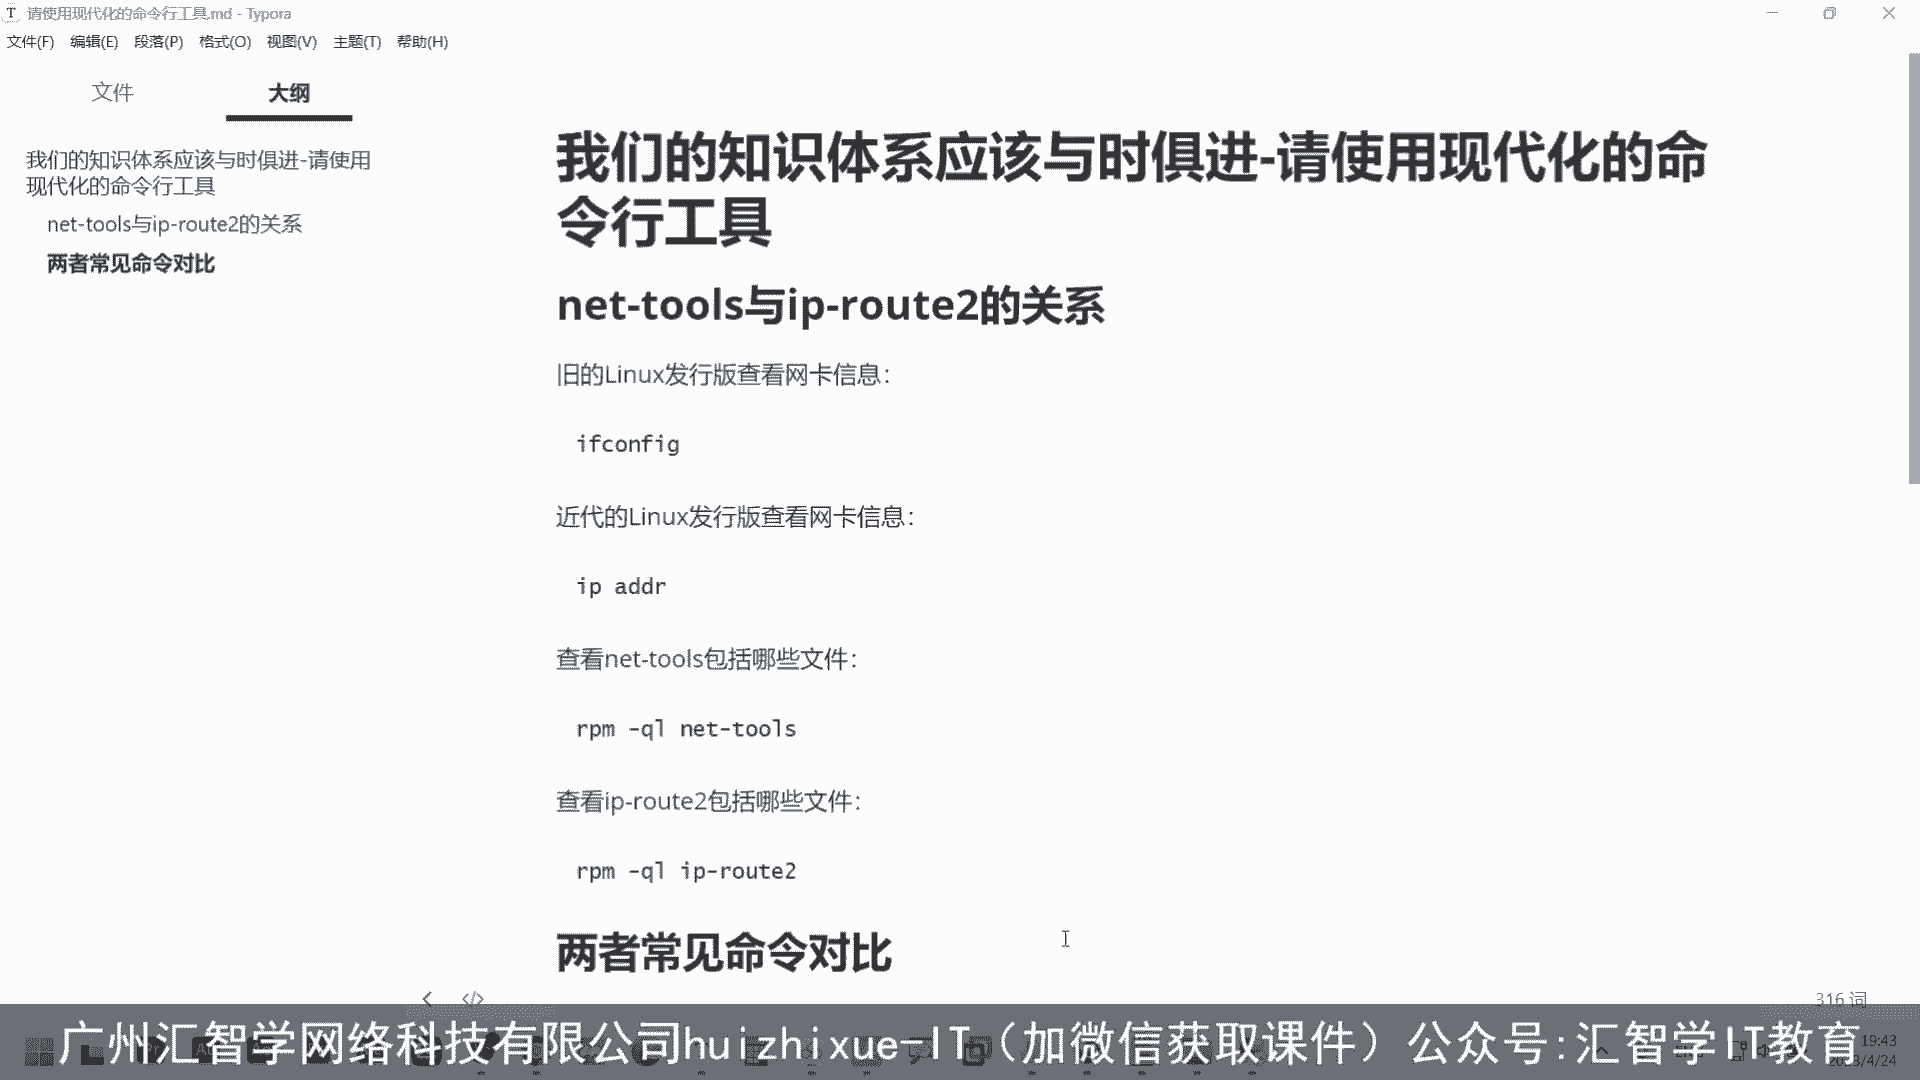 请使用现代化的命令行工具.md - Typora
文件(F) 编辑(E) 段落(P) 格式(O) 视图(V) 主题(T) 帮助(H)
文件 大纲
我们的知识体系应该与时俱进-请使用
现代化的命令行工具
net-tools与ip-route2的关系
两者常见命令对比
我们的知识体系应该与时俱进-请使用现代化的命
令行工具
net-tools与ip-route2的关系
旧的Linux发行版查看网卡信息：
ifconfig
近代的Linux发行版查看网卡信息：
ip addr
查看net-tools包括哪些文件：
rpm -ql net-tools
查看ip-route2包括哪些文件：
rpm -ql ip-route2
两者常见命令对比
316 词
广州汇智学网络科技有限公司huizhixue-IT（加微信获取课件）公众号:汇智学IT教育
19:43